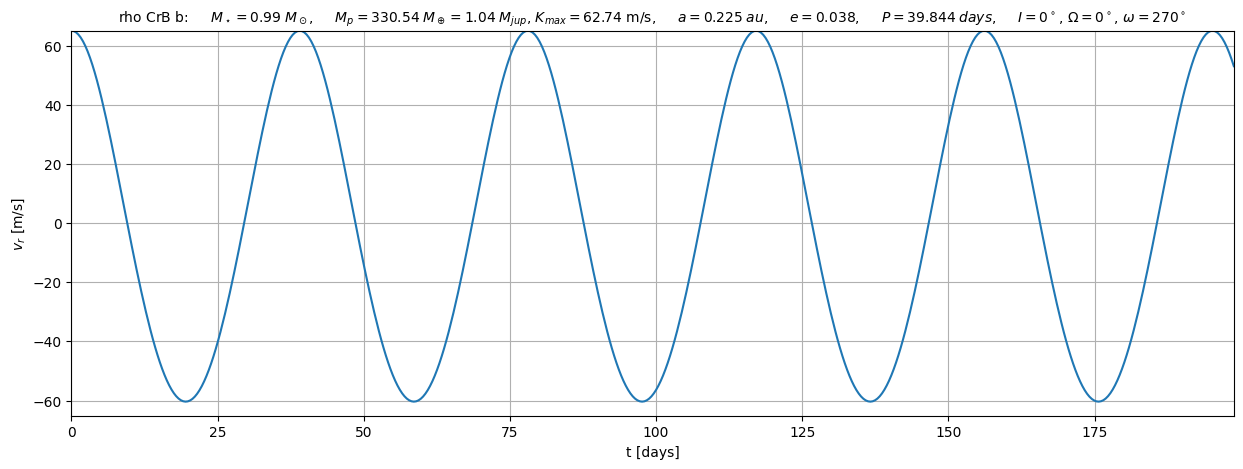 rho CrB b: M⋆ = 0.99 M⊙, Mp = 330.54 M⊕ = 1.04 Mjup, Kmax = 62.74 m/s, a = 0.225 au, e = 0.038, P = 39.844 days, I = 0°, Ω = 0°, ω = 270°
60
40
20
0
−20
−40
−60
vr [m/s]
0 25 50 75 100 125 150 175
t [days]